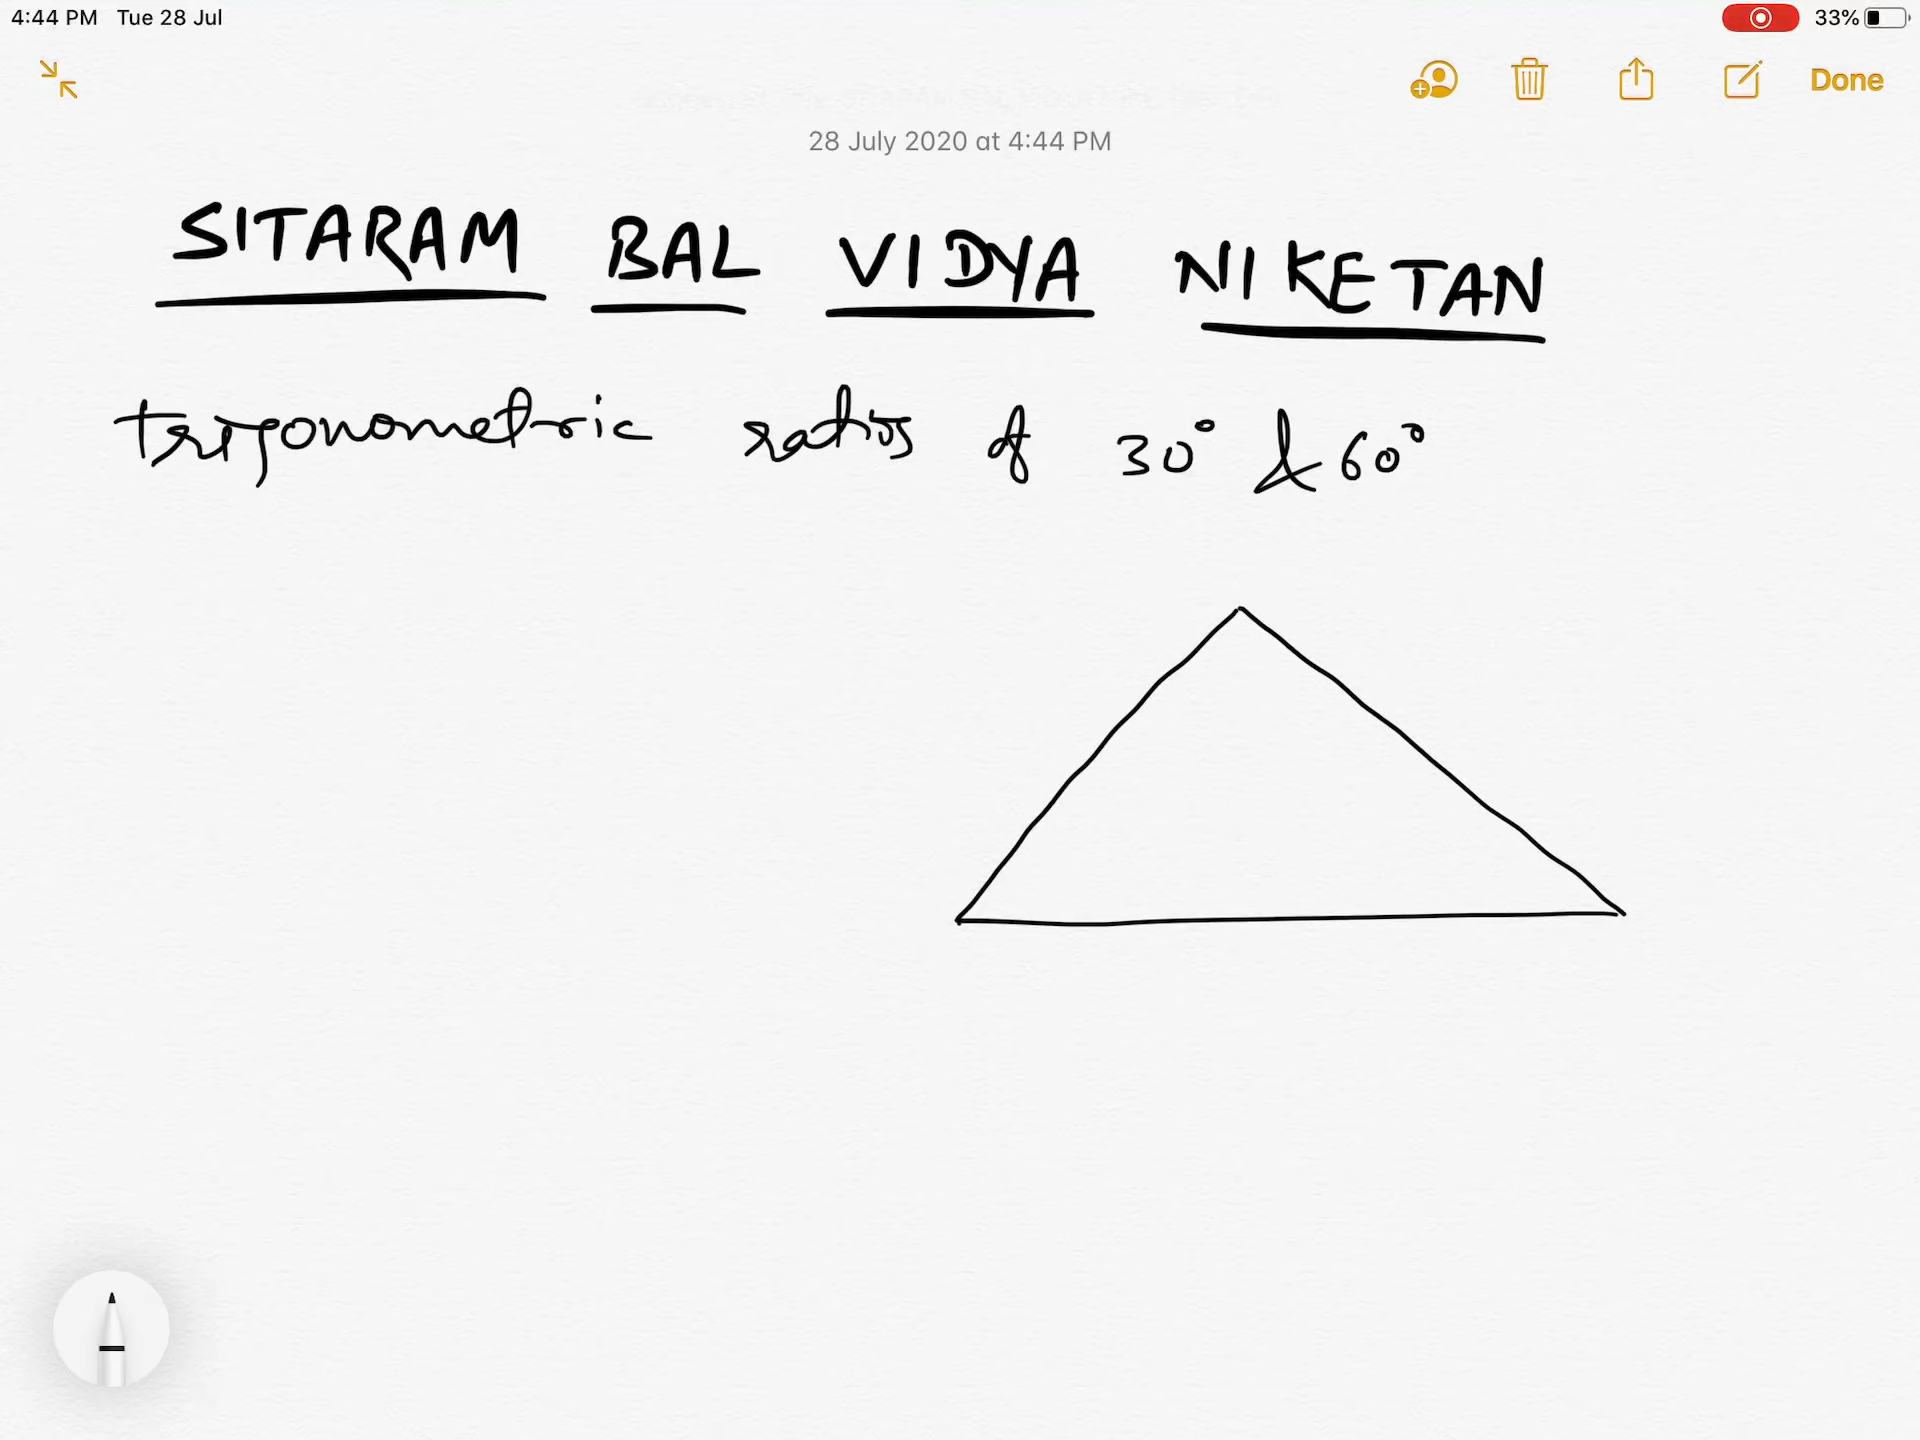 4:44 PM Tue 28 Jul 33%
Done
28 July 2020 at 4:44 PM
SITARAM BAL VIDYA NIKETAN
trigonometric ratios of 30° & 60°